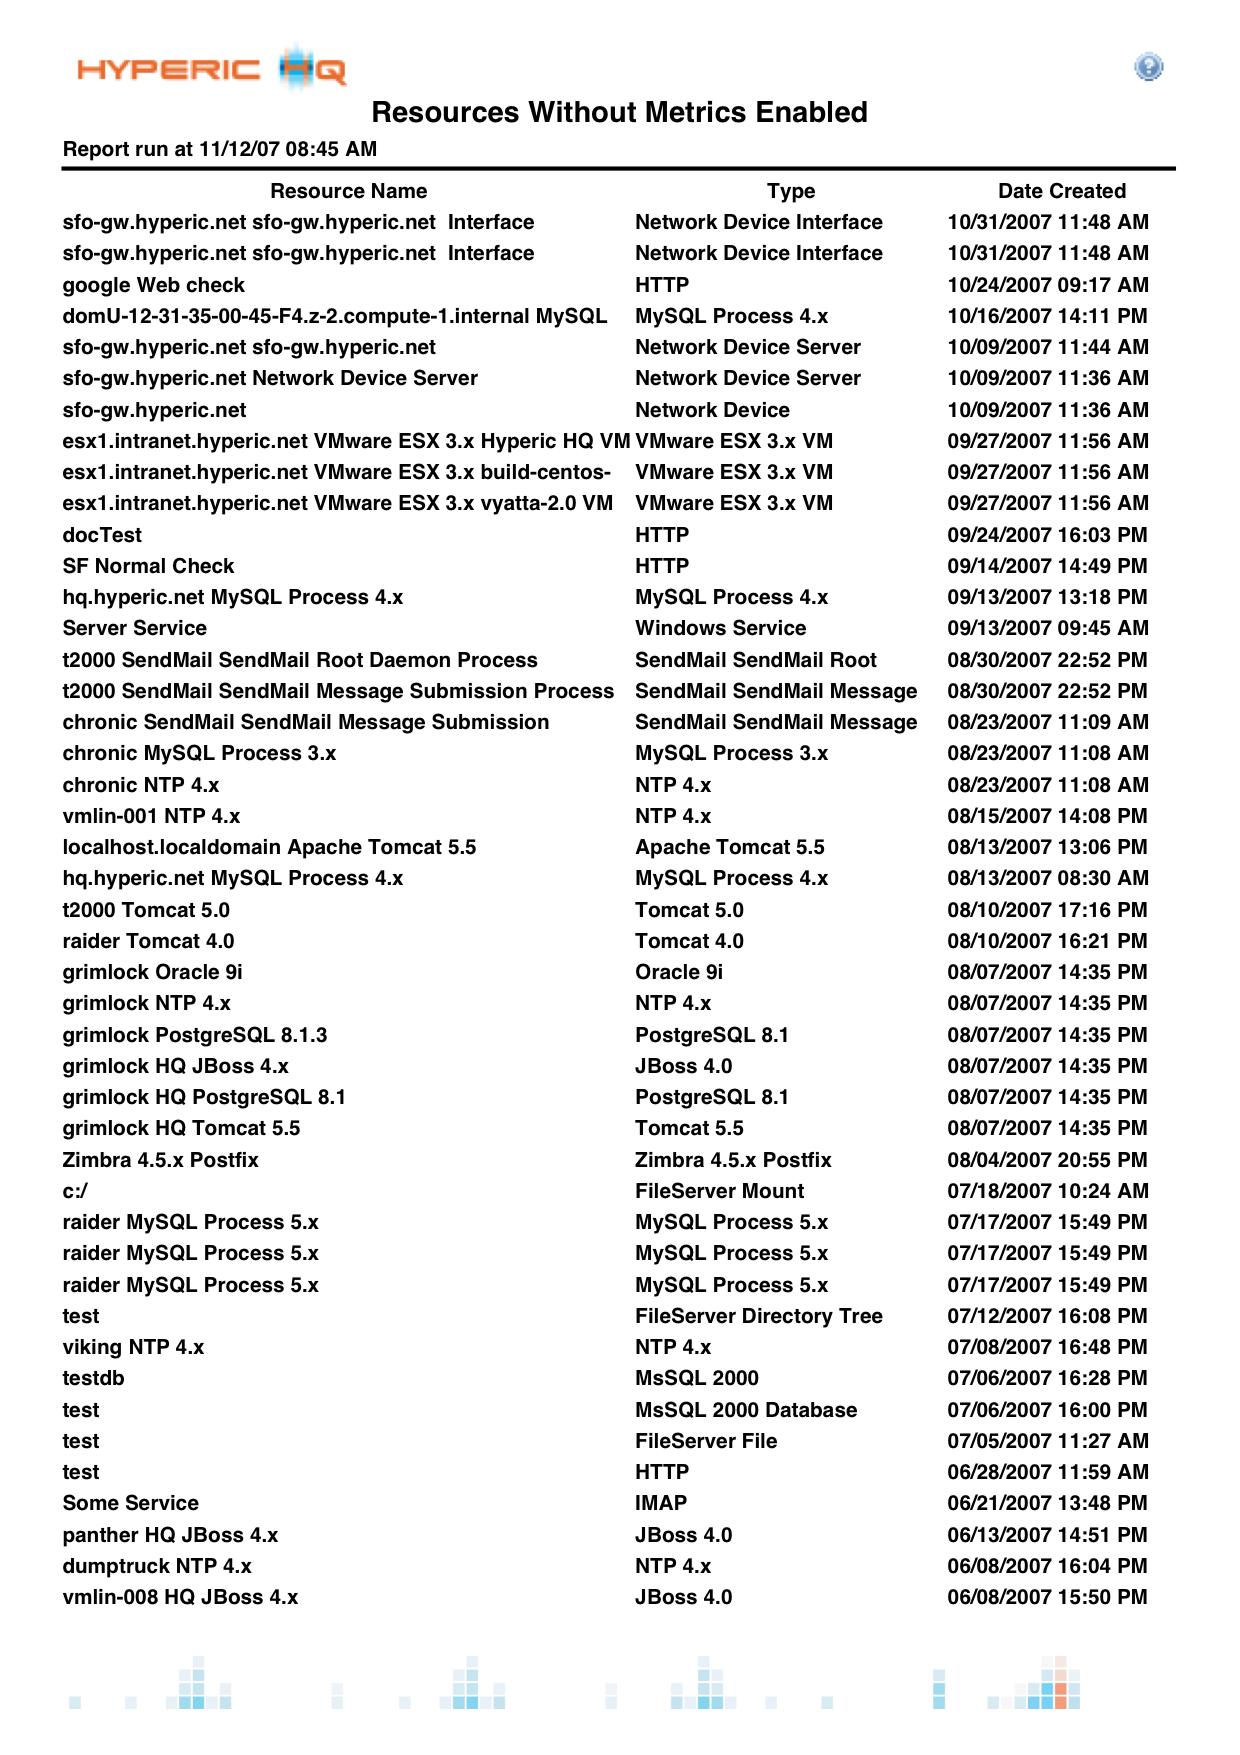 HYPERIC HQ
?
Resources Without Metrics Enabled
Report run at 11/12/07 08:45 AM
Resource Name Type Date Created
sfo-gw.hyperic.net sfo-gw.hyperic.net  Interface Network Device Interface 10/31/2007 11:48 AM
sfo-gw.hyperic.net sfo-gw.hyperic.net  Interface Network Device Interface 10/31/2007 11:48 AM
google Web check HTTP 10/24/2007 09:17 AM
domU-12-31-35-00-45-F4.z-2.compute-1.internal MySQL MySQL Process 4.x 10/16/2007 14:11 PM
sfo-gw.hyperic.net sfo-gw.hyperic.net Network Device Server 10/09/2007 11:44 AM
sfo-gw.hyperic.net Network Device Server Network Device Server 10/09/2007 11:36 AM
sfo-gw.hyperic.net Network Device 10/09/2007 11:36 AM
esx1.intranet.hyperic.net VMware ESX 3.x Hyperic HQ VM VMware ESX 3.x VM 09/27/2007 11:56 AM
esx1.intranet.hyperic.net VMware ESX 3.x build-centos- VMware ESX 3.x VM 09/27/2007 11:56 AM
esx1.intranet.hyperic.net VMware ESX 3.x vyatta-2.0 VM VMware ESX 3.x VM 09/27/2007 11:56 AM
docTest HTTP 09/24/2007 16:03 PM
SF Normal Check HTTP 09/14/2007 14:49 PM
hq.hyperic.net MySQL Process 4.x MySQL Process 4.x 09/13/2007 13:18 PM
Server Service Windows Service 09/13/2007 09:45 AM
t2000 SendMail SendMail Root Daemon Process SendMail SendMail Root 08/30/2007 22:52 PM
t2000 SendMail SendMail Message Submission Process SendMail SendMail Message 08/30/2007 22:52 PM
chronic SendMail SendMail Message Submission SendMail SendMail Message 08/23/2007 11:09 AM
chronic MySQL Process 3.x MySQL Process 3.x 08/23/2007 11:08 AM
chronic NTP 4.x NTP 4.x 08/23/2007 11:08 AM
vmlin-001 NTP 4.x NTP 4.x 08/15/2007 14:08 PM
localhost.localdomain Apache Tomcat 5.5 Apache Tomcat 5.5 08/13/2007 13:06 PM
hq.hyperic.net MySQL Process 4.x MySQL Process 4.x 08/13/2007 08:30 AM
t2000 Tomcat 5.0 Tomcat 5.0 08/10/2007 17:16 PM
raider Tomcat 4.0 Tomcat 4.0 08/10/2007 16:21 PM
grimlock Oracle 9i Oracle 9i 08/07/2007 14:35 PM
grimlock NTP 4.x NTP 4.x 08/07/2007 14:35 PM
grimlock PostgreSQL 8.1.3 PostgreSQL 8.1 08/07/2007 14:35 PM
grimlock HQ JBoss 4.x JBoss 4.0 08/07/2007 14:35 PM
grimlock HQ PostgreSQL 8.1 PostgreSQL 8.1 08/07/2007 14:35 PM
grimlock HQ Tomcat 5.5 Tomcat 5.5 08/07/2007 14:35 PM
Zimbra 4.5.x Postfix Zimbra 4.5.x Postfix 08/04/2007 20:55 PM
c:/ FileServer Mount 07/18/2007 10:24 AM
raider MySQL Process 5.x MySQL Process 5.x 07/17/2007 15:49 PM
raider MySQL Process 5.x MySQL Process 5.x 07/17/2007 15:49 PM
raider MySQL Process 5.x MySQL Process 5.x 07/17/2007 15:49 PM
test FileServer Directory Tree 07/12/2007 16:08 PM
viking NTP 4.x NTP 4.x 07/08/2007 16:48 PM
testdb MsSQL 2000 07/06/2007 16:28 PM
test MsSQL 2000 Database 07/06/2007 16:00 PM
test FileServer File 07/05/2007 11:27 AM
test HTTP 06/28/2007 11:59 AM
Some Service IMAP 06/21/2007 13:48 PM
panther HQ JBoss 4.x JBoss 4.0 06/13/2007 14:51 PM
dumptruck NTP 4.x NTP 4.x 06/08/2007 16:04 PM
vmlin-008 HQ JBoss 4.x JBoss 4.0 06/08/2007 15:50 PM